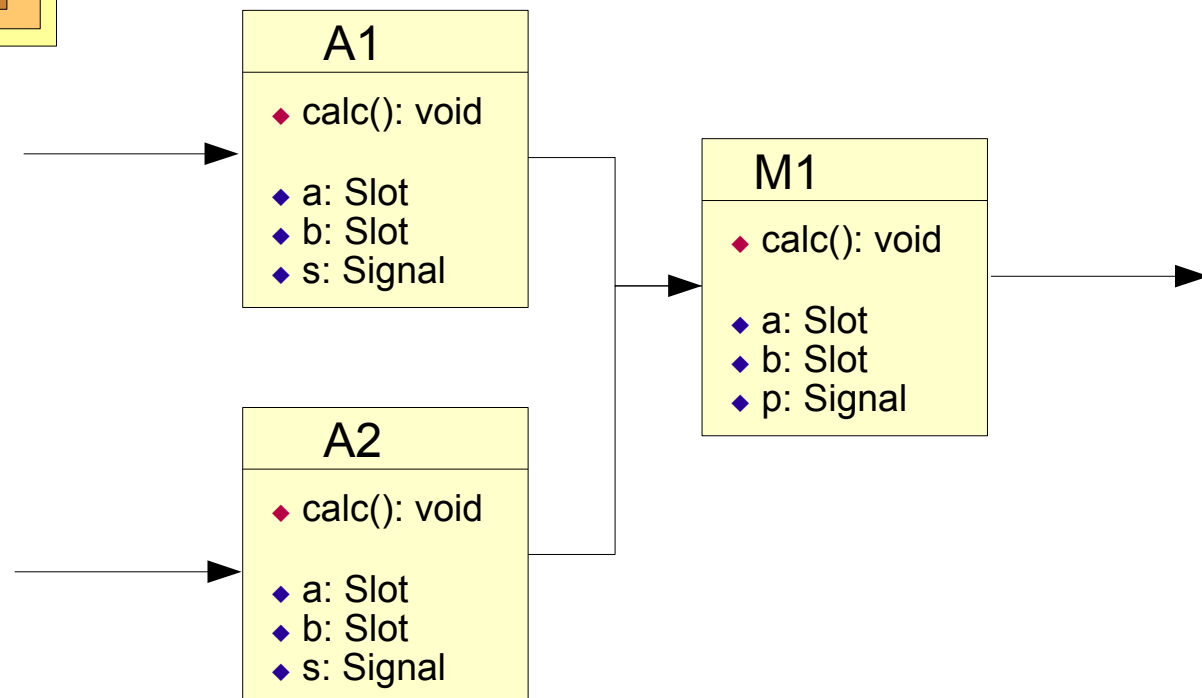 A1
calc(): void
a: Slot
b: Slot
s: Signal
M1
calc(): void
a: Slot
b: Slot
p: Signal
A2
calc(): void
a: Slot
b: Slot
s: Signal